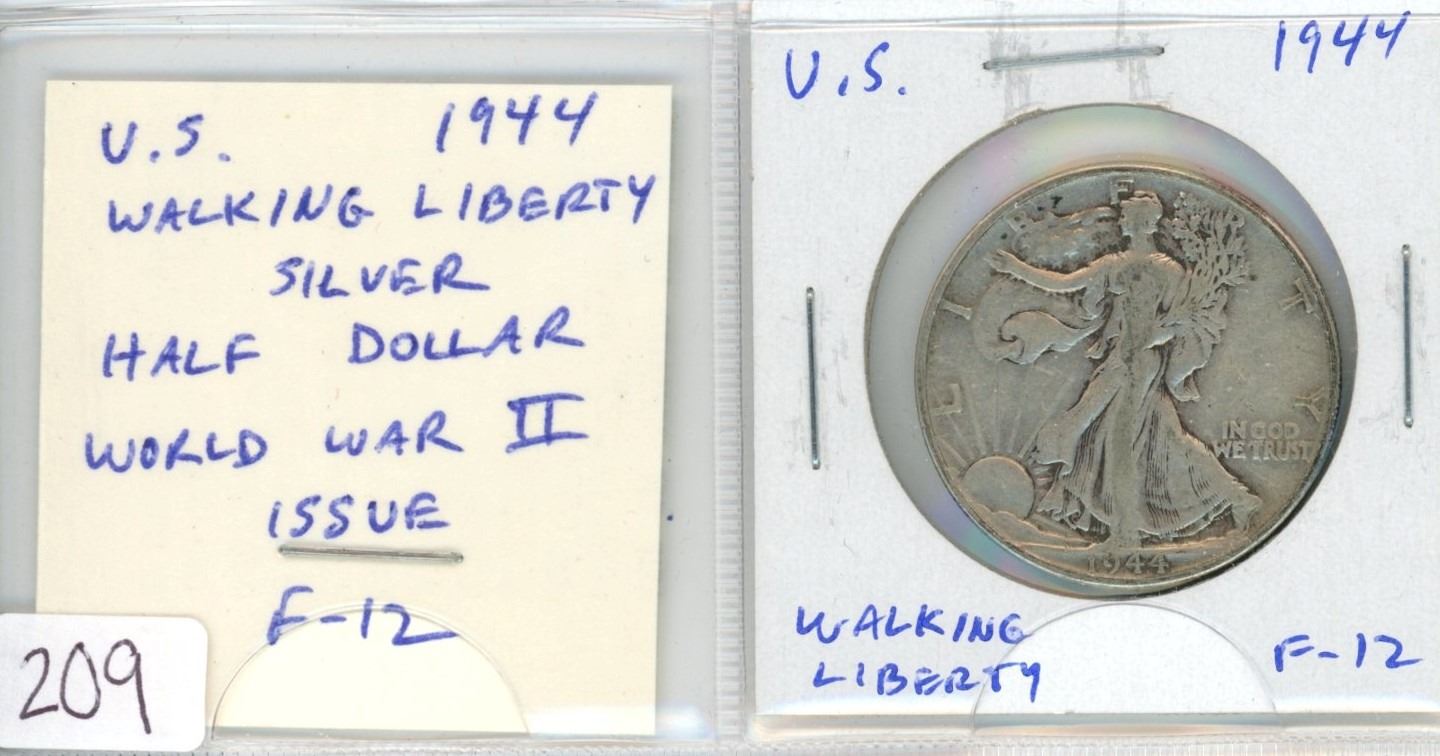 U.S. 1944
WALKING LIBERTY
SILVER
HALF DOLLAR
WORLD WAR II
ISSUE
F-12
209
U.S. 1944
LIBERTY
IN GOD
WE TRUST
1944
WALKING
LIBERTY
F-12